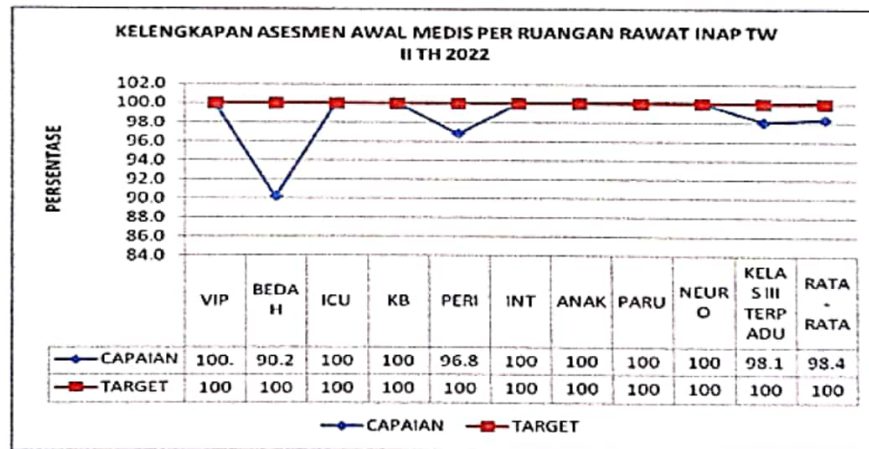 KELENGKAPAN ASESMEN AWAL MEDIS PER RUANGAN RAWAT INAP TW
II TH 2022
PERSENTASE
102.0
100.0
98.0
96.0
94.0
92.0
90.0
88.0
86.0
84.0
VIP BEDA H ICU KB PERI INT ANAK PARU NEUR O KELA S III TERP ADU RATA - RATA
CAPAIAN 100. 90.2 100 100 96.8 100 100 100 100 98.1 98.4
TARGET 100 100 100 100 100 100 100 100 100 100 100
CAPAIAN TARGET